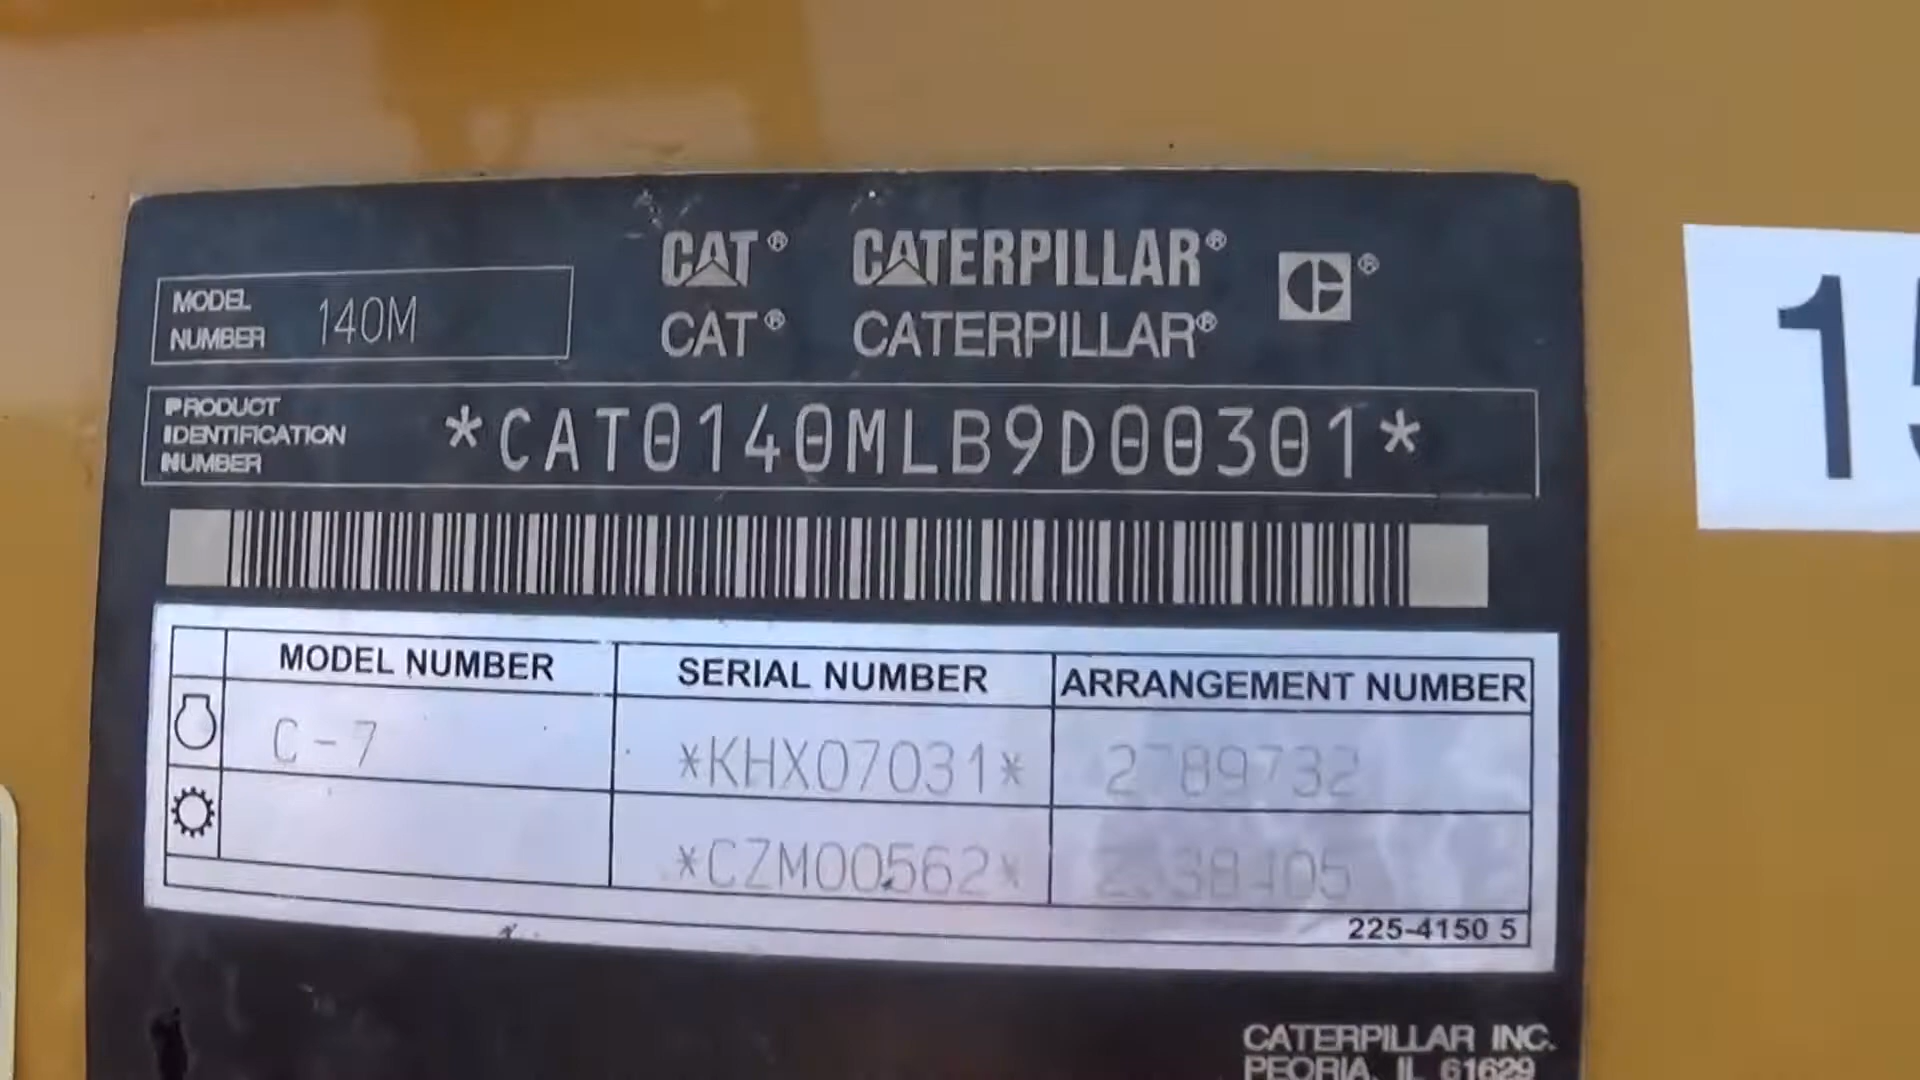 CAT® CATERPILLAR®
MODEL NUMBER 140M
CAT® CATERPILLAR®
PRODUCT IDENTIFICATION NUMBER *CAT0140MLB9D00301*
MODEL NUMBER SERIAL NUMBER ARRANGEMENT NUMBER
C-7 *KHX07031* 2789732
*CZM00562*
225-4150 5
CATERPILLAR INC.
PEORIA, IL 61629